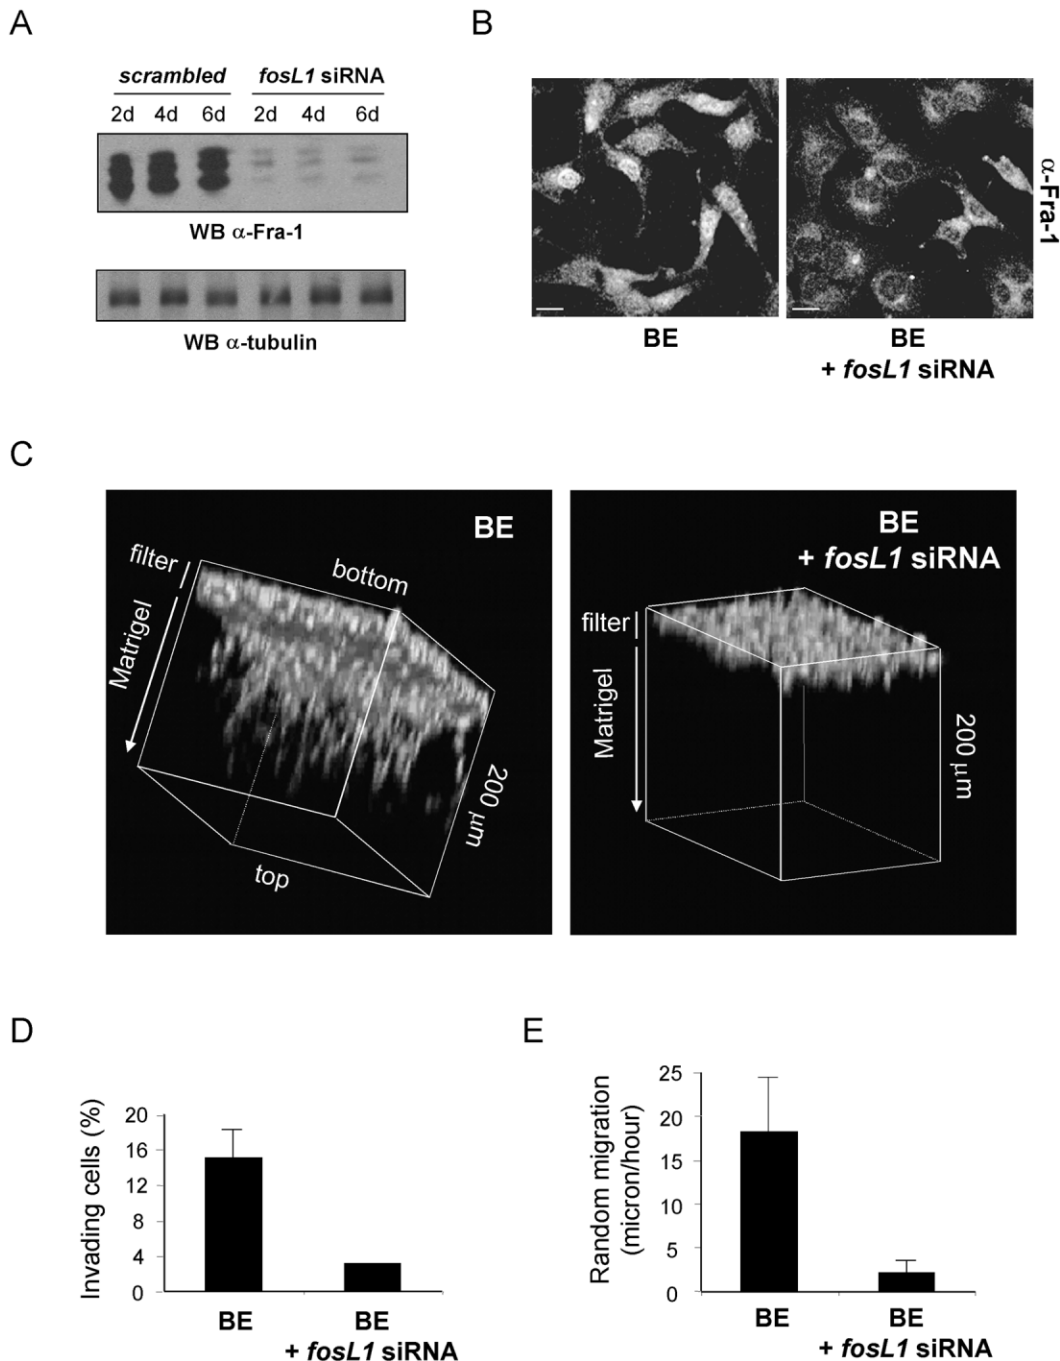 A
scrambled fosL1 siRNA
2d 4d 6d 2d 4d 6d
WB α-Fra-1
WB α-tubulin
B
α-Fra-1
BE BE
+ fosL1 siRNA
C
BE
filter
bottom
Matrigel
200 μm
top
BE
+ fosL1 siRNA
filter
Matrigel
200 μm
D
Invading cells (%)
20
16
12
8
4
0
BE BE
+ fosL1 siRNA
E
Random migration
(micron/hour)
25
20
15
10
5
0
BE BE
+ fosL1 siRNA